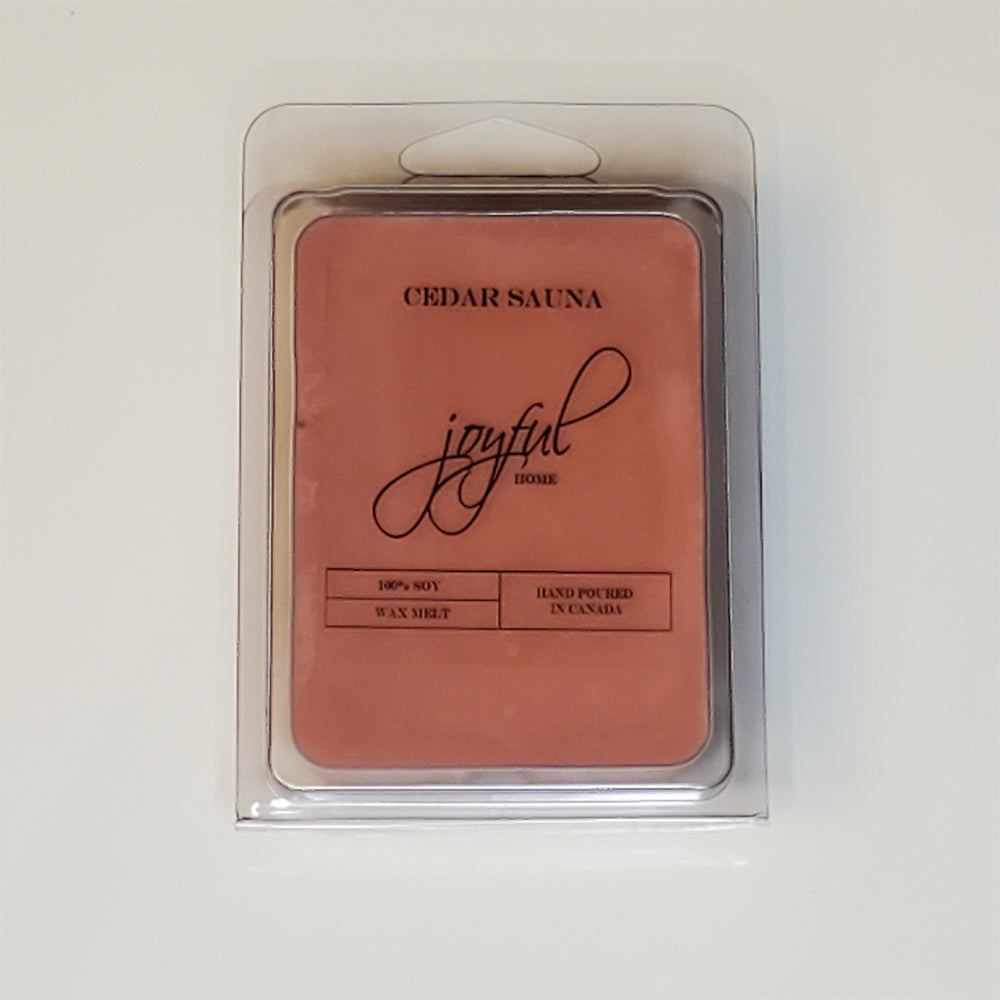 CEDAR SAUNA
joyful
HOME
100% SOY
WAX MELT
HAND POURED
IN CANADA